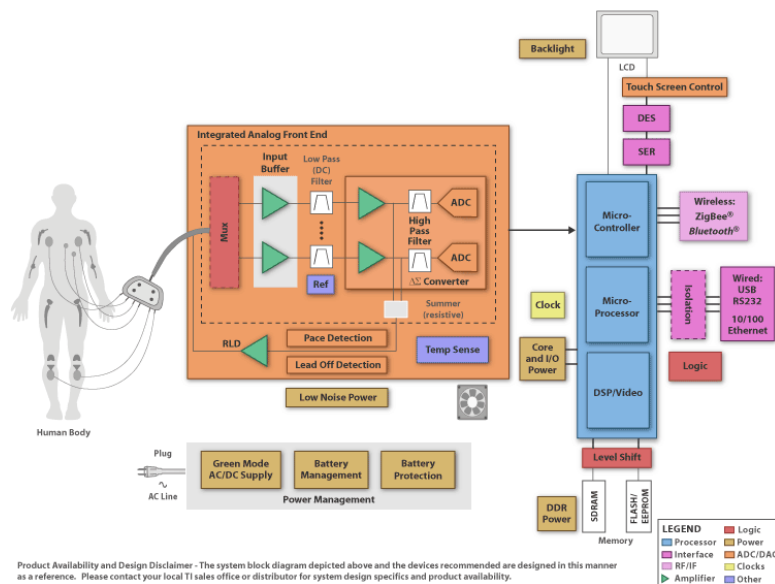 Backlight
LCD
Touch Screen Control
DES
SER
Integrated Analog Front End
Input
Buffer
Low Pass
(DC)
Filter
Mux
ADC
High
Pass
Filter
ADC
ΔΣ Converter
Ref
Summer
(resistive)
Pace Detection
RLD
Lead Off Detection
Temp Sense
Low Noise Power
Human Body
Micro-
Controller
Wireless:
ZigBee®
Bluetooth®
Micro-
Processor
Isolation
Wired:
USB
RS232
10/100
Ethernet
Clock
Core
and I/O
Power
Logic
DSP/Video
Level Shift
Plug
AC Line
Green Mode
AC/DC Supply
Battery
Management
Battery
Protection
Power Management
DDR
Power
SDRAM
FLASH/
EEPROM
Memory
LEGEND
Processor
Interface
RF/IF
Amplifier
Logic
Power
ADC/DAC
Clocks
Other
Product Availability and Design Disclaimer - The system block diagram depicted above and the devices recommended are designed in this manner
as a reference. Please contact your local TI sales office or distributor for system design specifics and product availability.